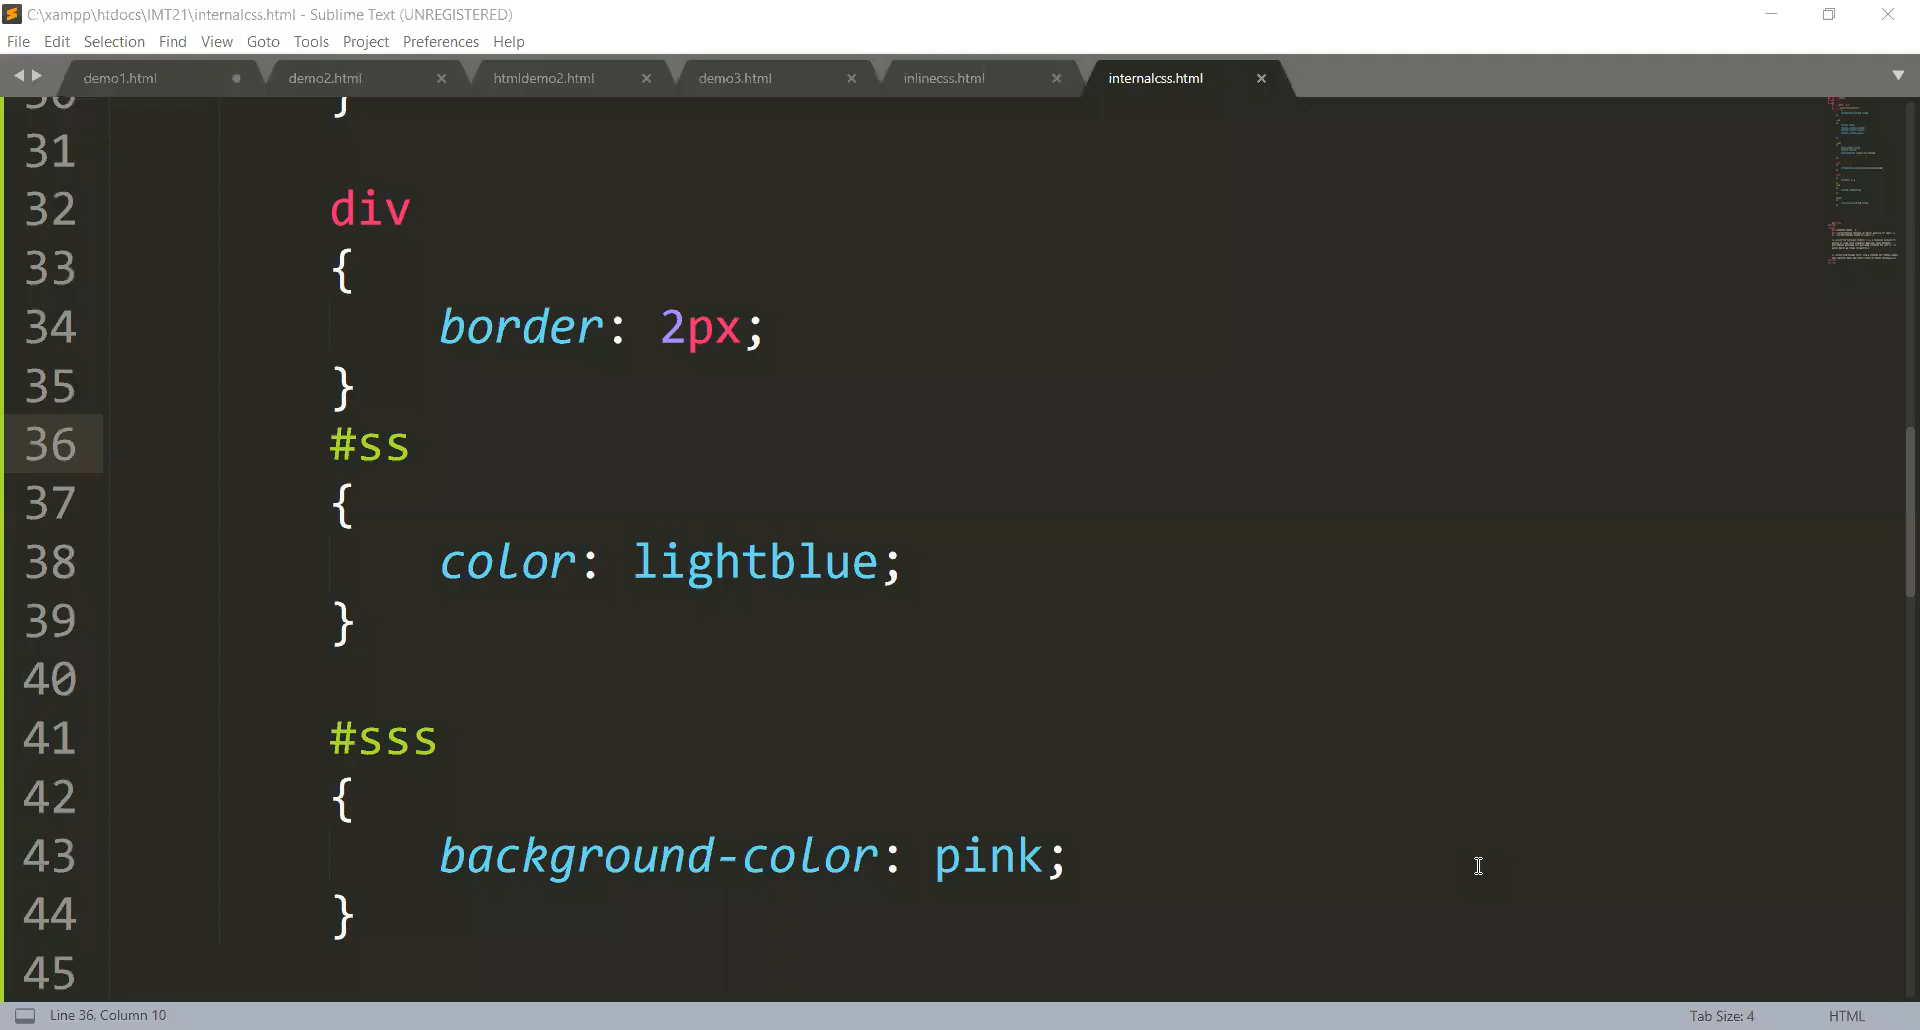 C:\xampp\htdocs\IMT21\internalcss.html - Sublime Text (UNREGISTERED)
File Edit Selection Find View Goto Tools Project Preferences Help
demo1.html demo2.html htmldemo2.html demo3.html inlinecss.html internalcss.html
30 }
31
32 div
33 {
34 border: 2px;
35 }
36 #ss
37 {
38 color: lightblue;
39 }
40
41 #sss
42 {
43 background-color: pink;
44 }
45
Line 36, Column 10 Tab Size: 4 HTML